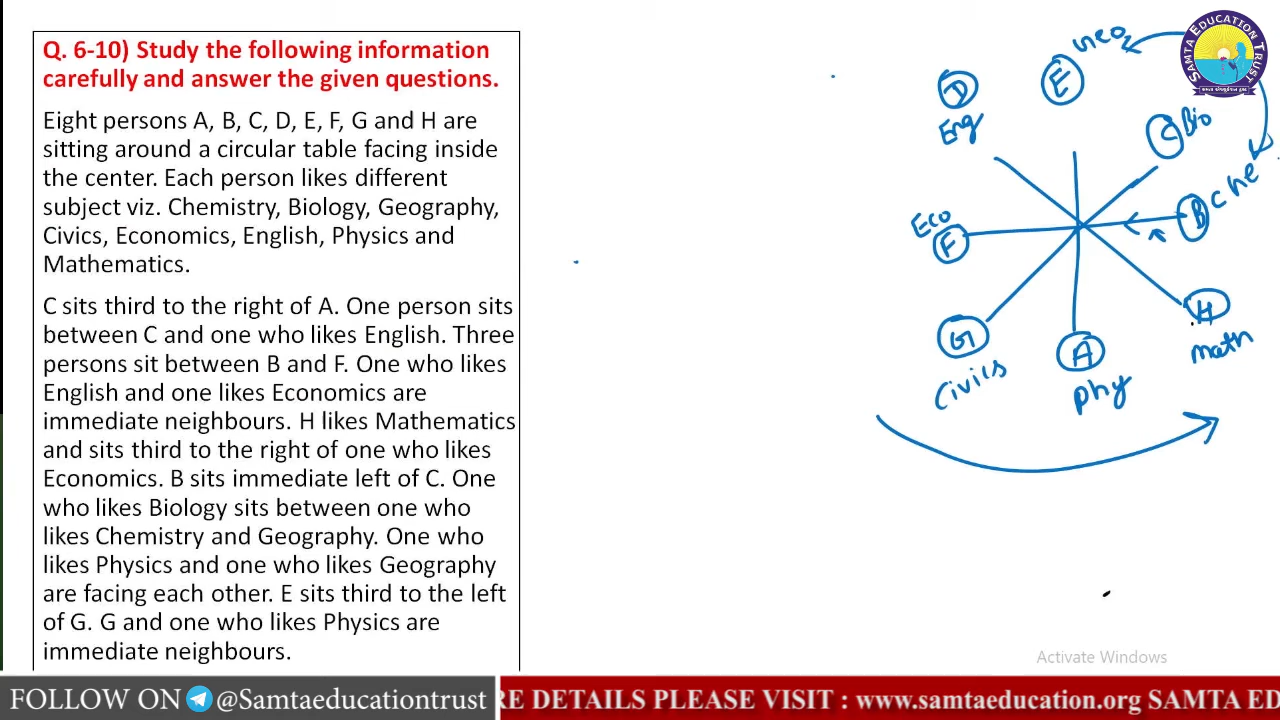 Q. 6-10) Study the following information
carefully and answer the given questions.
Eight persons A, B, C, D, E, F, G and H are
sitting around a circular table facing inside
the center. Each person likes different
subject viz. Chemistry, Biology, Geography,
Civics, Economics, English, Physics and
Mathematics.
C sits third to the right of A. One person sits
between C and one who likes English. Three
persons sit between B and F. One who likes
English and one likes Economics are
immediate neighbours. H likes Mathematics
and sits third to the right of one who likes
Economics. B sits immediate left of C. One
who likes Biology sits between one who
likes Chemistry and Geography. One who
likes Physics and one who likes Geography
are facing each other. E sits third to the left
of G. G and one who likes Physics are
immediate neighbours.
E
D
Eng
C Bio
B Che
Eco
F
H
math
G
Civics
A
Phy
SAMTA EDUCATION TRUST
Activate Windows
FOLLOW ON @Samtaeducationtrust
RE DETAILS PLEASE VISIT : www.samtaeducation.org SAMTA ED